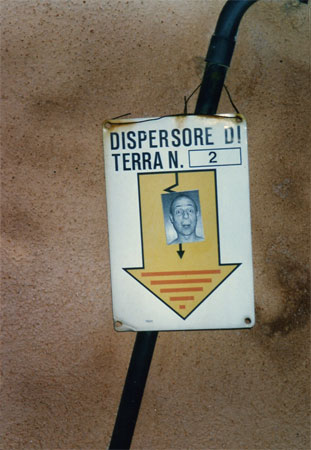 DISPERSORE DI
TERRA N. 2